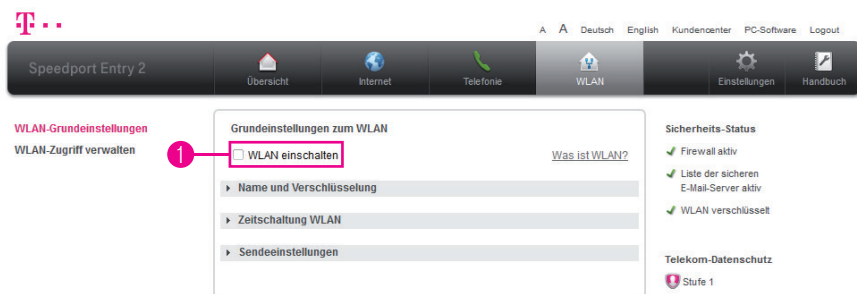 T
A A Deutsch English Kundencenter PC-Software Logout
Speedport Entry 2
Übersicht Internet Telefonie WLAN Einstellungen Handbuch
WLAN-Grundeinstellungen
WLAN-Zugriff verwalten
1
Grundeinstellungen zum WLAN
WLAN einschalten
Was ist WLAN?
Name und Verschlüsselung
Zeitschaltung WLAN
Sendeeinstellungen
Sicherheits-Status
Firewall aktiv
Liste der sicheren
E-Mail-Server aktiv
WLAN verschlüsselt
Telekom-Datenschutz
Stufe 1